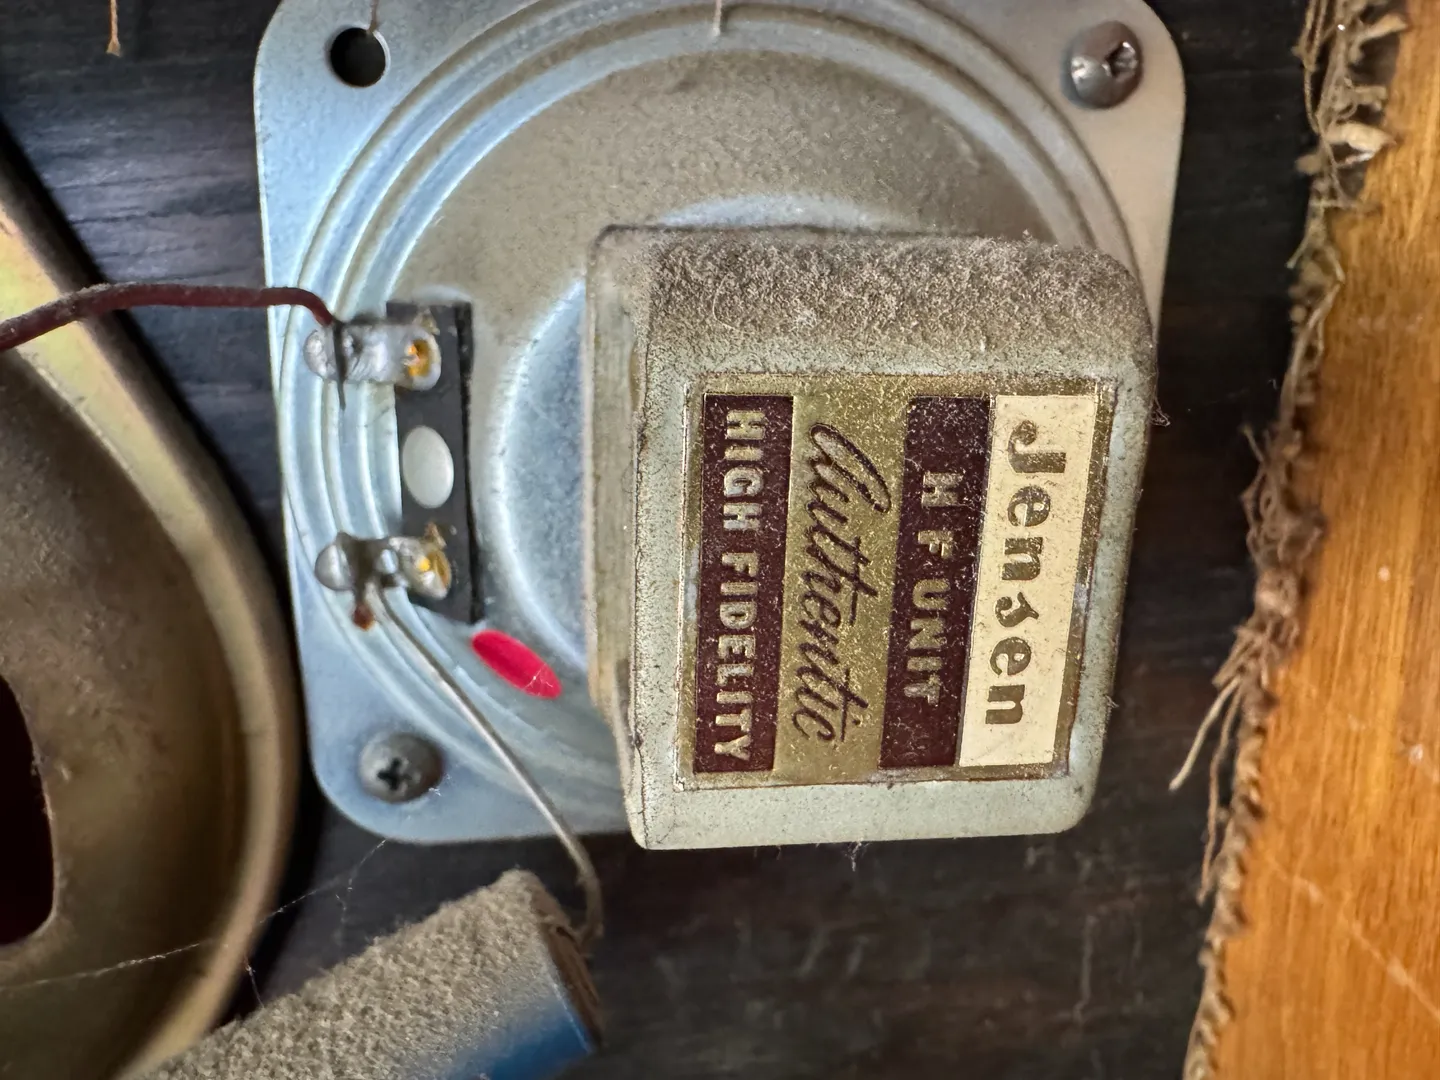 Jensen
H F UNIT
Authentic
HIGH FIDELITY